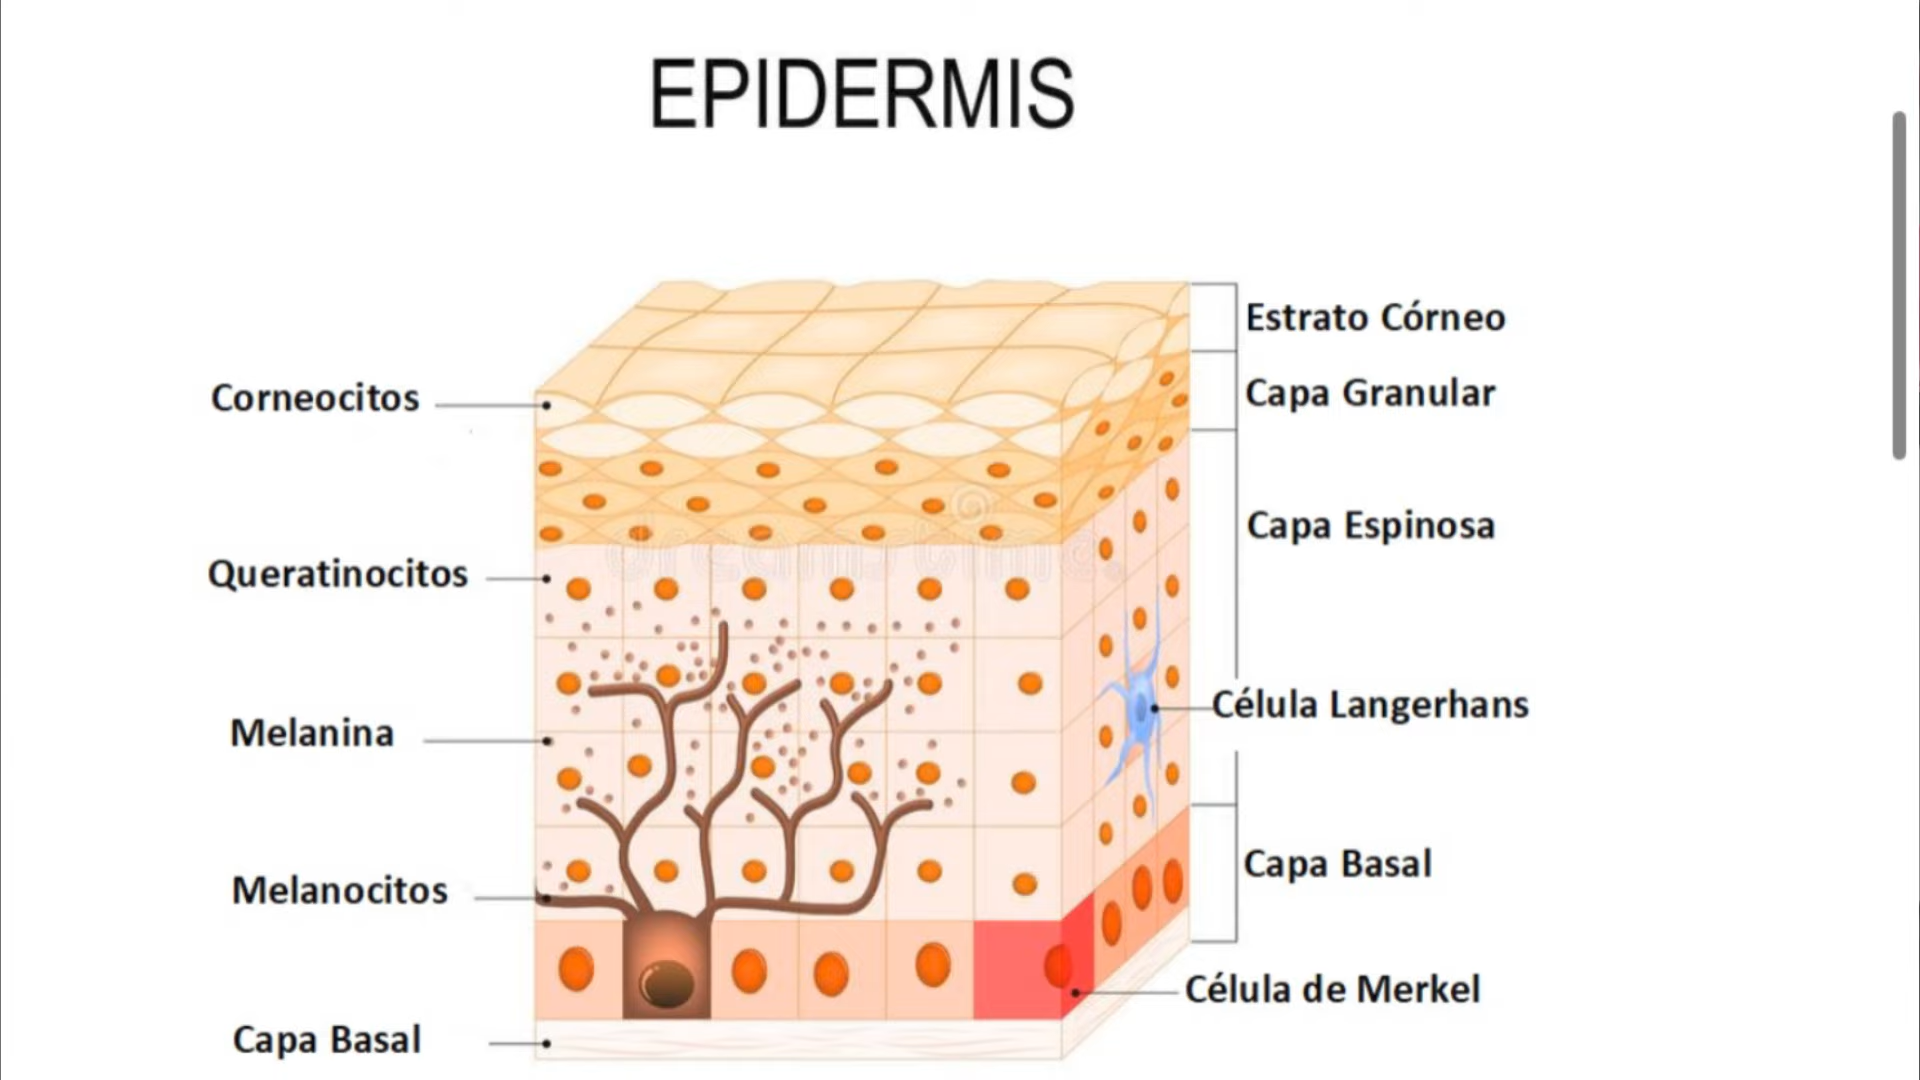 EPIDERMIS
Estrato Córneo
Corneocitos
Capa Granular
Capa Espinosa
dreamstime
Queratinocitos
Célula Langerhans
Melanina
Capa Basal
Melanocitos
Célula de Merkel
Capa Basal